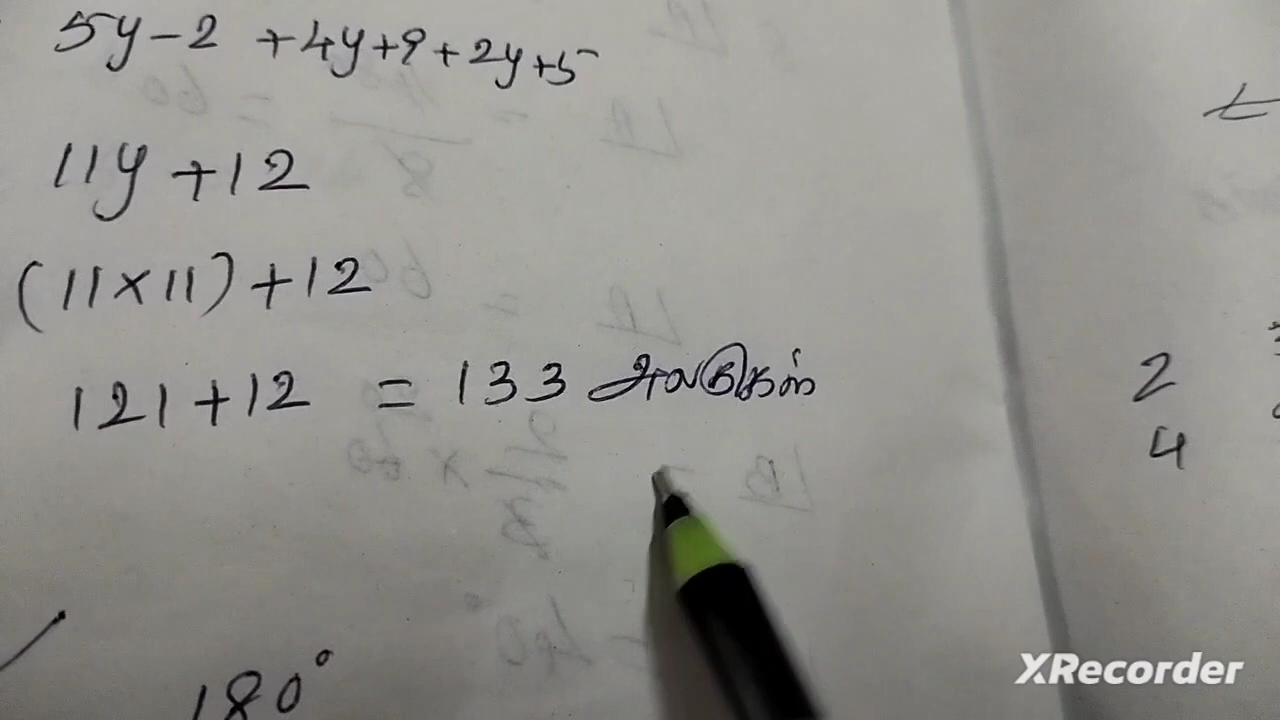 5y-2 +4y+9+2y+5
11y +12
(11×11) +12
121 +12 = 133 அலகுகள்
2
4
180°
XRecorder